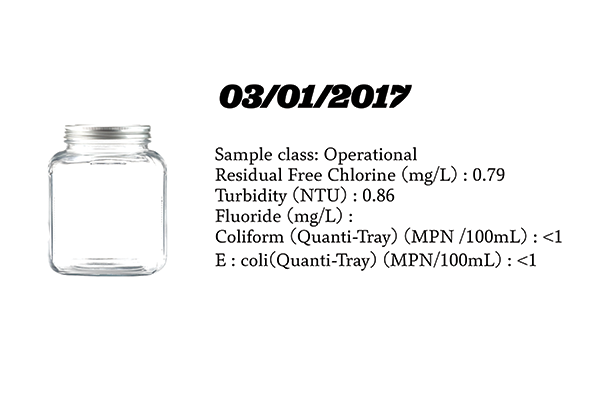 03/01/2017
Sample class: Operational
Residual Free Chlorine (mg/L) : 0.79
Turbidity (NTU) : 0.86
Fluoride (mg/L) :
Coliform (Quanti-Tray) (MPN /100mL) : <1
E : coli(Quanti-Tray) (MPN/100mL) : <1